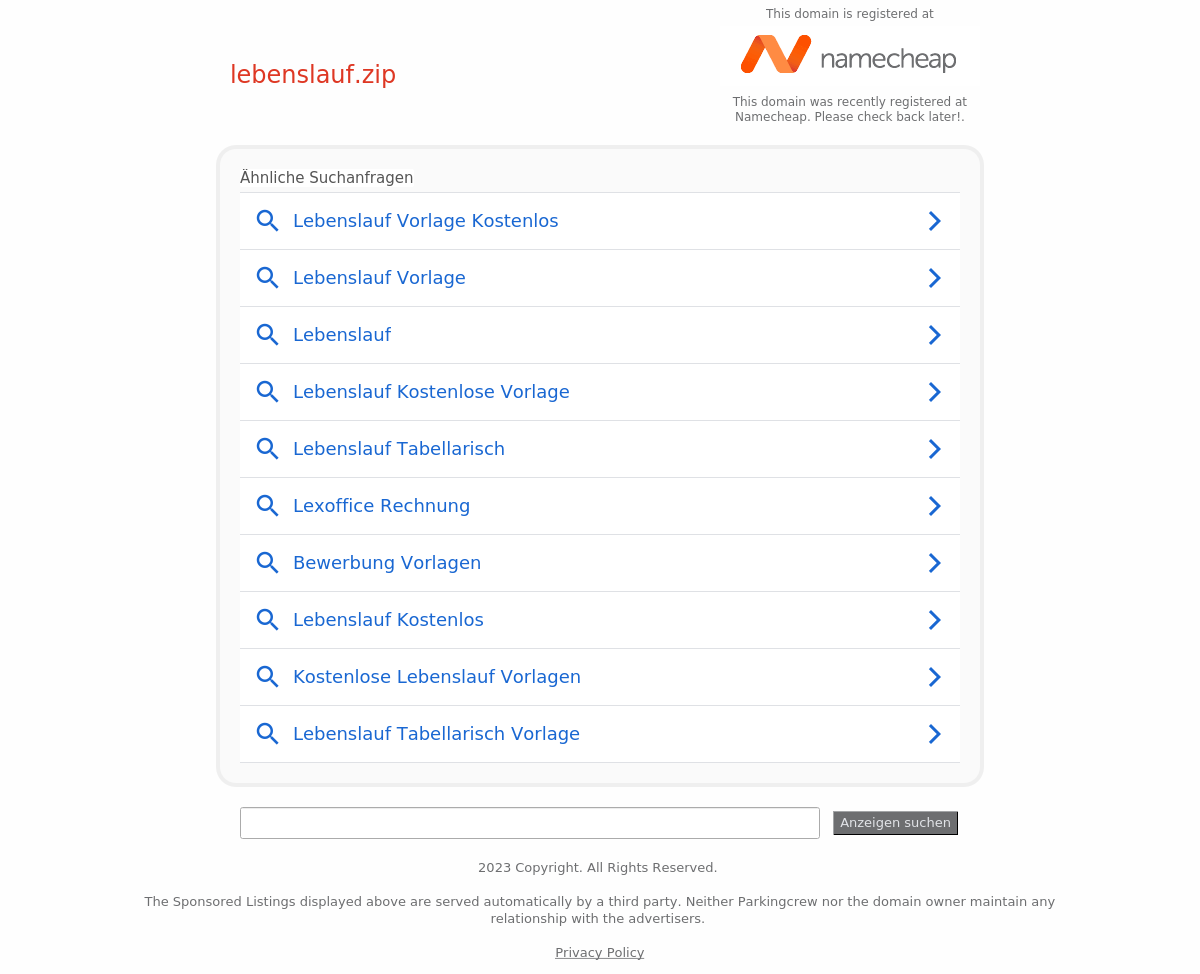 This domain is registered at
namecheap
lebenslauf.zip
This domain was recently registered at
Namecheap. Please check back later!.
Ähnliche Suchanfragen
Lebenslauf Vorlage Kostenlos
Lebenslauf Vorlage
Lebenslauf
Lebenslauf Kostenlose Vorlage
Lebenslauf Tabellarisch
Lexoffice Rechnung
Bewerbung Vorlagen
Lebenslauf Kostenlos
Kostenlose Lebenslauf Vorlagen
Lebenslauf Tabellarisch Vorlage
Anzeigen suchen
2023 Copyright. All Rights Reserved.
The Sponsored Listings displayed above are served automatically by a third party. Neither Parkingcrew nor the domain owner maintain any
relationship with the advertisers.
Privacy Policy